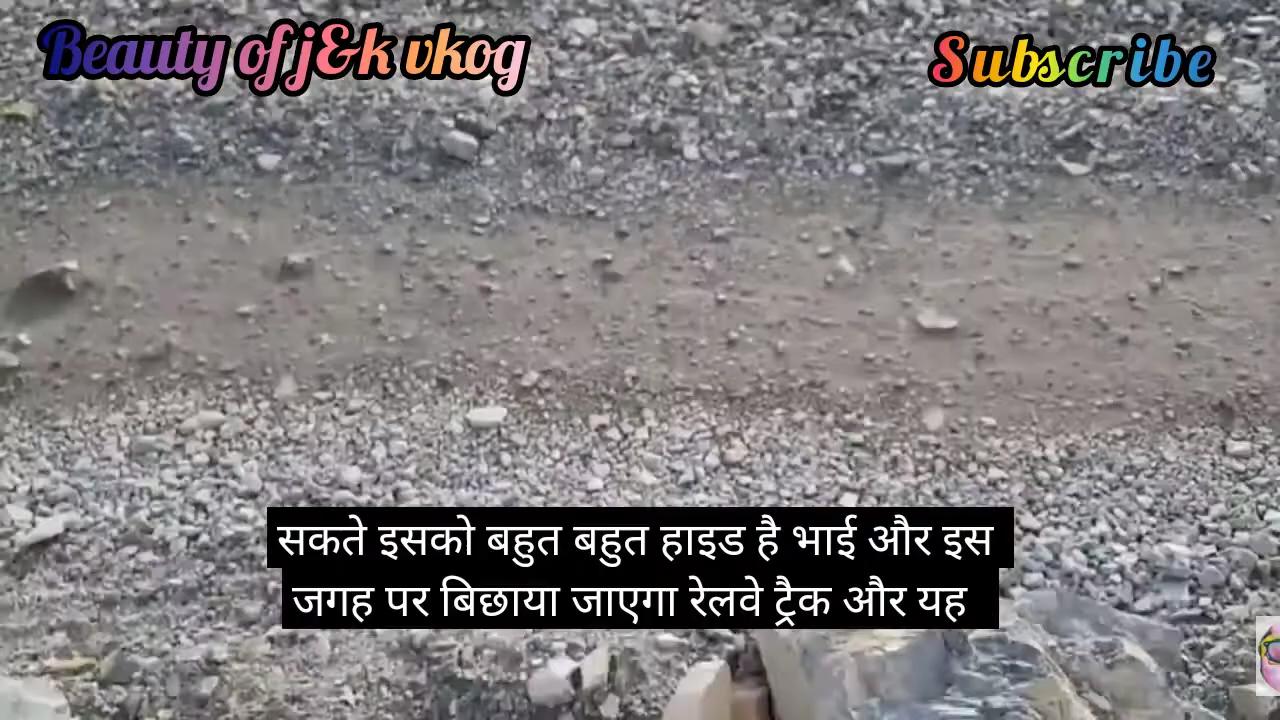 Beauty of j&k vkog
Subscribe
सकते इसको बहुत बहुत हाइड है भाई और इस
जगह पर बिछाया जाएगा रेलवे ट्रैक और यह